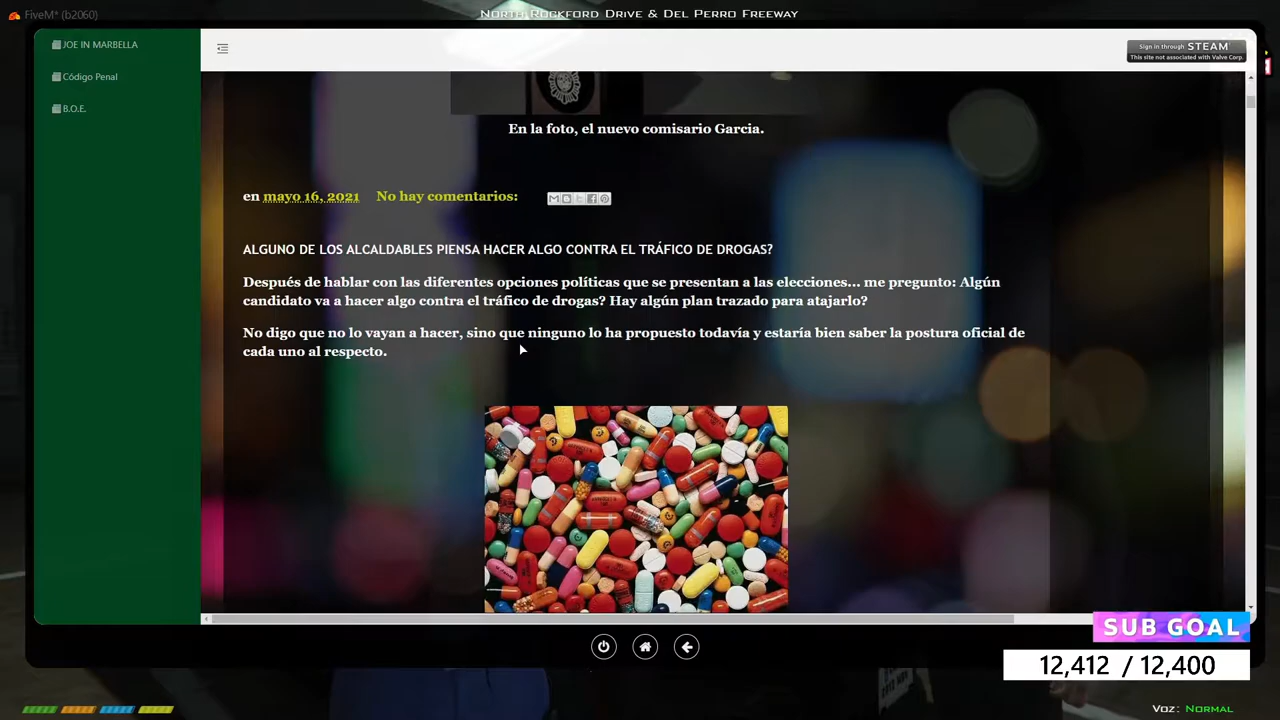 FiveM* (b2060)
North Rockford Drive & Del Perro Freeway
JOE IN MARBELLA
Código Penal
B.O.E.
Sign in through STEAM
This site not associated with Valve Corp.
En la foto, el nuevo comisario Garcia.
en mayo 16, 2021 No hay comentarios:
ALGUNO DE LOS ALCALDABLES PIENSA HACER ALGO CONTRA EL TRÁFICO DE DROGAS?
Después de hablar con las diferentes opciones políticas que se presentan a las elecciones... me pregunto: Algún
candidato va a hacer algo contra el tráfico de drogas? Hay algún plan trazado para atajarlo?
No digo que no lo vayan a hacer, sino que ninguno lo ha propuesto todavía y estaría bien saber la postura oficial de
cada uno al respecto.
SUB GOAL
12,412 / 12,400
Voz: Normal